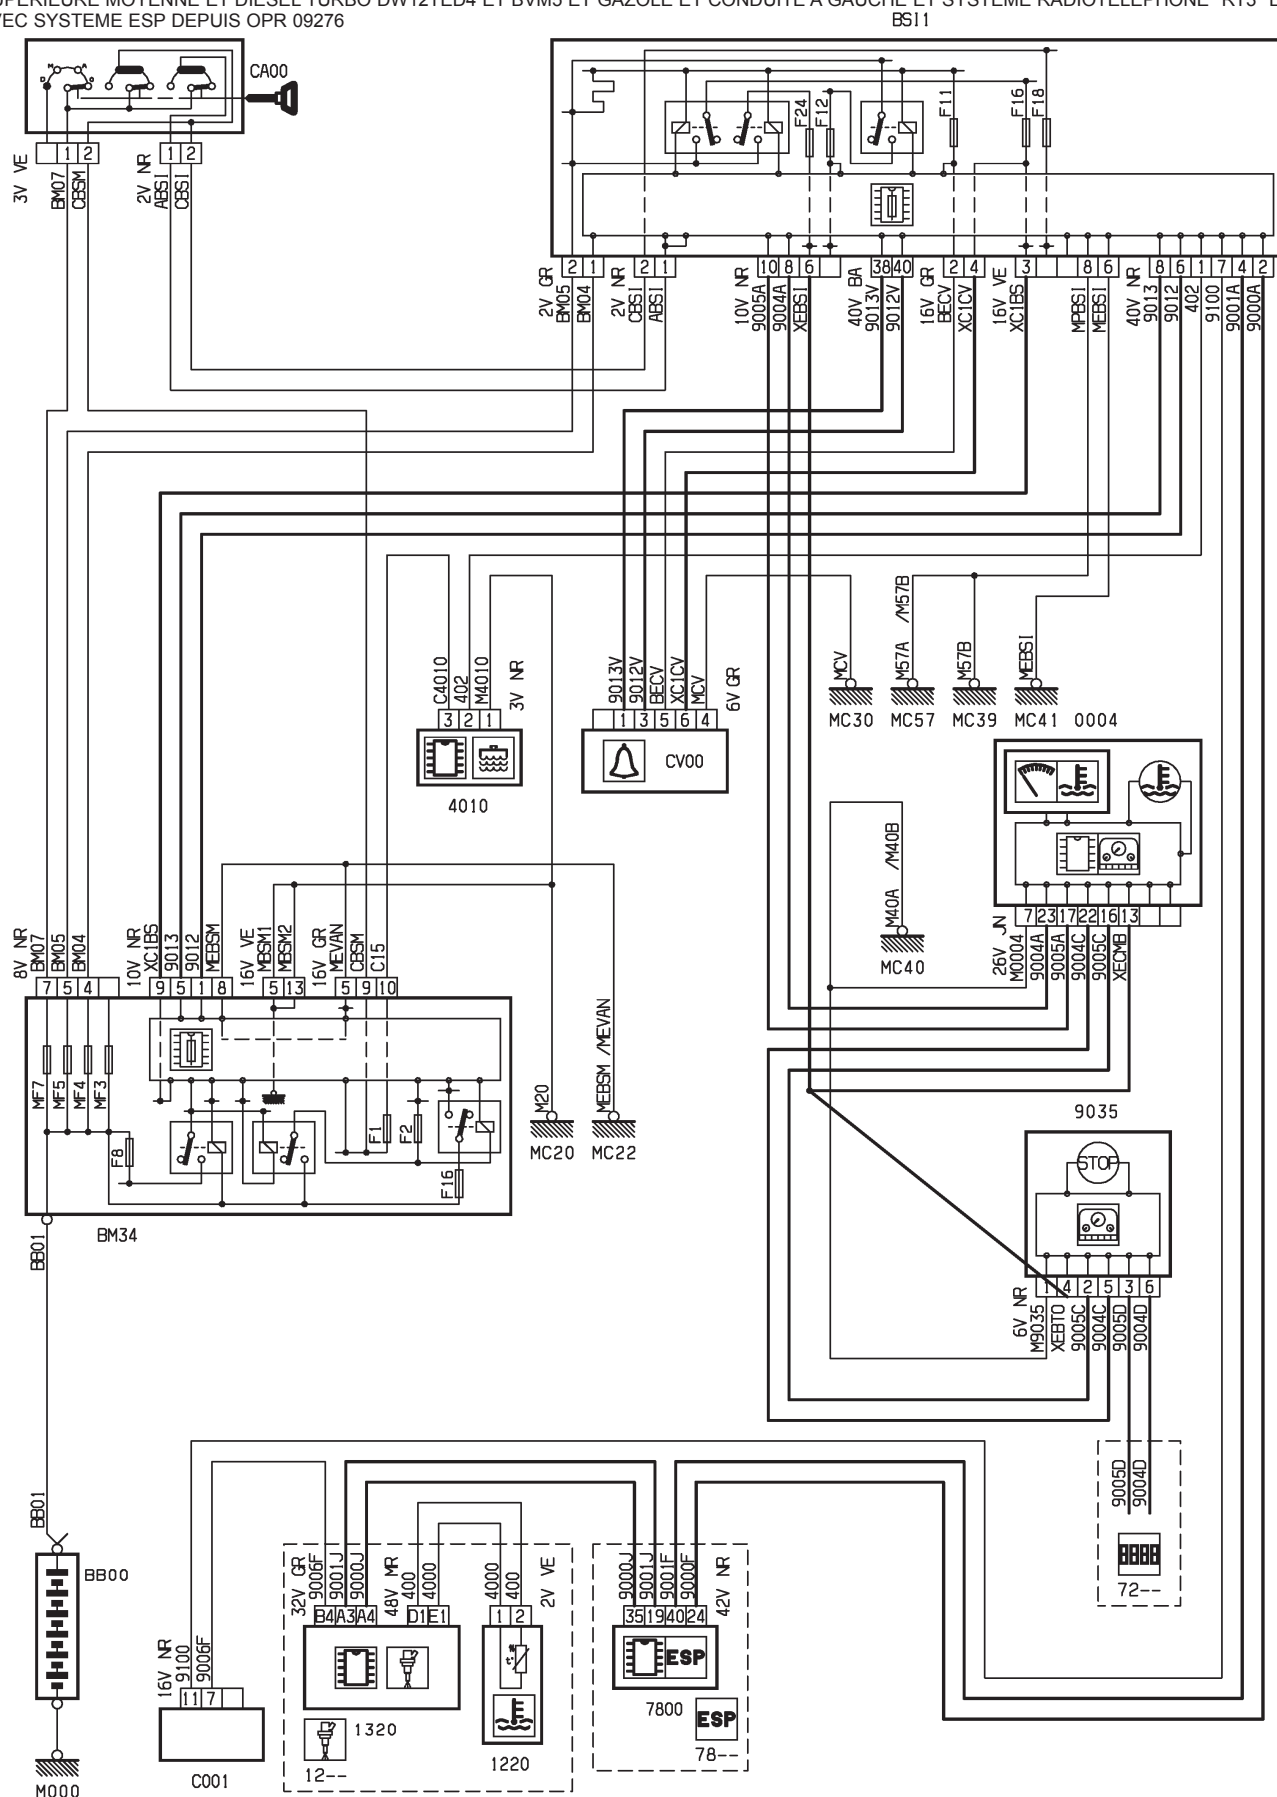 UPERIEURE MOYENNE ET DIESEL TURBO DW12TED4 ET BVM5 ET GAZOLE ET CONDUITE A GAUCHE ET SYSTEME RADIOTELEPHONE "RT3"
VEC SYSTEME ESP DEPUIS OPR 09276
BSI1
CA00
D M A C
3V VE
1 2
BM07
CBSM
2V NR
1 2
ABSI
CBSI
F24 F12 F11 F16 F18
2 1 2 1 10 8 6 38 40 2 4 3 8 6 8 6 1 7 4 2
2V GR
BM05
BM04
2V NR
CBSI
ABSI
10V NR
9005A
9004A
XEBSI
40V BA
9013V
9012V
16V GR
BECV
XC1CV
16V VE
XC1BS
MPBSI
MEBSI
40V NR
9013
9012
402
9100
9001A
9000A
C4010
402
M4010
3V NR
3 2 1
4010
9013V
9012V
BECV
XC1CV
MCV
6V GR
1 3 5 6 4
CV00
MCV
MC30
M57A /M57B
MC57
M57B
MC39
MEBSI
MC41
0004
M40A /M40B
MC40
7 23 17 22 16 13
26V JN
M0004
9004A
9005A
9004C
9005C
XECMB
8V NR
BM07
BM05
BM04
10V NR
XC1BS
9013
9012
MEBSM
16V VE
MBSM1
MBSM2
16V GR
MEVAN
CBSM
C15
7 5 4 9 5 1 8 5 13 5 9 10
MF7 MF5 MF4 MF3
F8 F1 F2 F16
BM34
M20
MC20
MEBSM /MEVAN
MC22
9035
STOP
1 4 2 5 3 6
6V NR
M9035
XEBTO
9005C
9004C
9005D
9004D
9005D
9004D
72--
BB01
BB01
BB00
M000
16V NR
9100
9006F
11 7
C001
32V GR
9006F
9001J
9000J
48V MR
400
4000
B4 A3 A4 D1 E1
1320
12--
4000
400
2V VE
1 2
t°
1220
9000J
9001J
9001F
9000F
42V NR
35 19 40 24
ESP
7800
ESP
78--